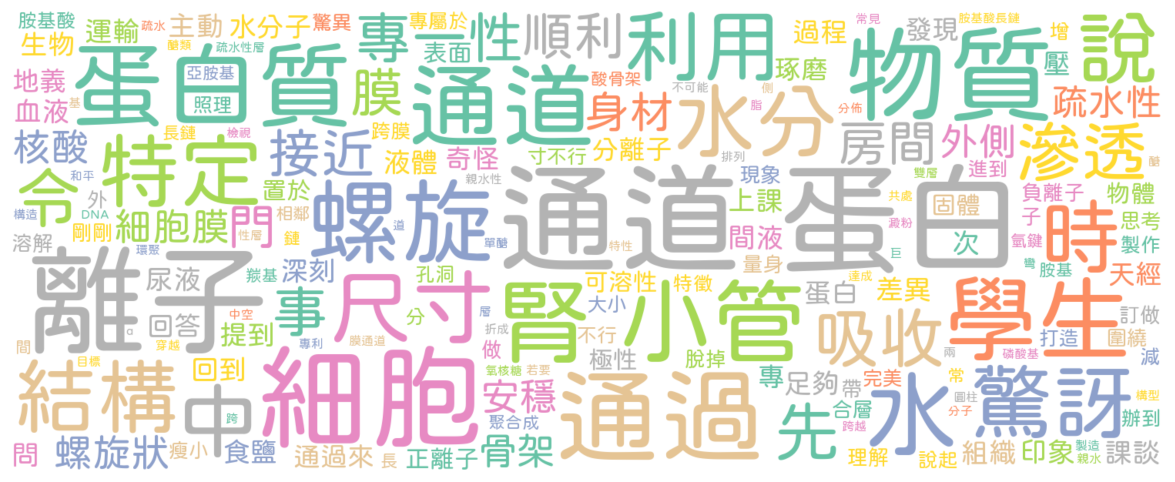 胺基酸
運輸
疏水
主動
水分子
驚異
專
專屬於
一性
順利
利用
過程
常見
發現
胺基酸長鏈
增
說
生物
醣類
疏水性層
表面
物質
壓
地義
蛋白質
亞胺基
照理
膜
通道
酸骨架
身材
不可能
側
琢磨
脂
分佈
疏水性
血液
基
水分
核酸
長鏈
檢視
跨膜
接近
液體
奇怪
寸不行
分離子
排列
房間
外側
雙層
進到
滲透
醣
令
特定
和平
置於
親水性
現象
共處
負離子
物體
構造
DNA
外
門
相鄰
螺旋
通道蛋白
上課
澱粉
固體
子
思考
剛剛
細胞膜
性層
鏈
道
單醣
特性
間液
巨
次
氫鍵
時
製作
溶解
環聚
離子
尿液
羰基
深刻
孔洞
量身
可溶性
特徵
達成
彎
胺基
天經
回答
中空
事
尺寸
分
層
腎小管
大小
蛋白
差異
學生
訂做
間
。
穿越
提到
專利
膜通道
折成
做
不行
吸收
打造
圍繞
目標
回到
氫核糖
若要
極性
脫掉
兩
磷酸基
減
結構
中
細胞
安穩
通過
專
足夠
帶
完美
常
圓柱
驚訝
構型
跨
聚合成
先
合層
跨越
分子
水
辦到
問
螺旋狀
瘦小
食鹽
通過來
長
正離子
骨架
理解
說起
組織
印象
製造
親水
課談